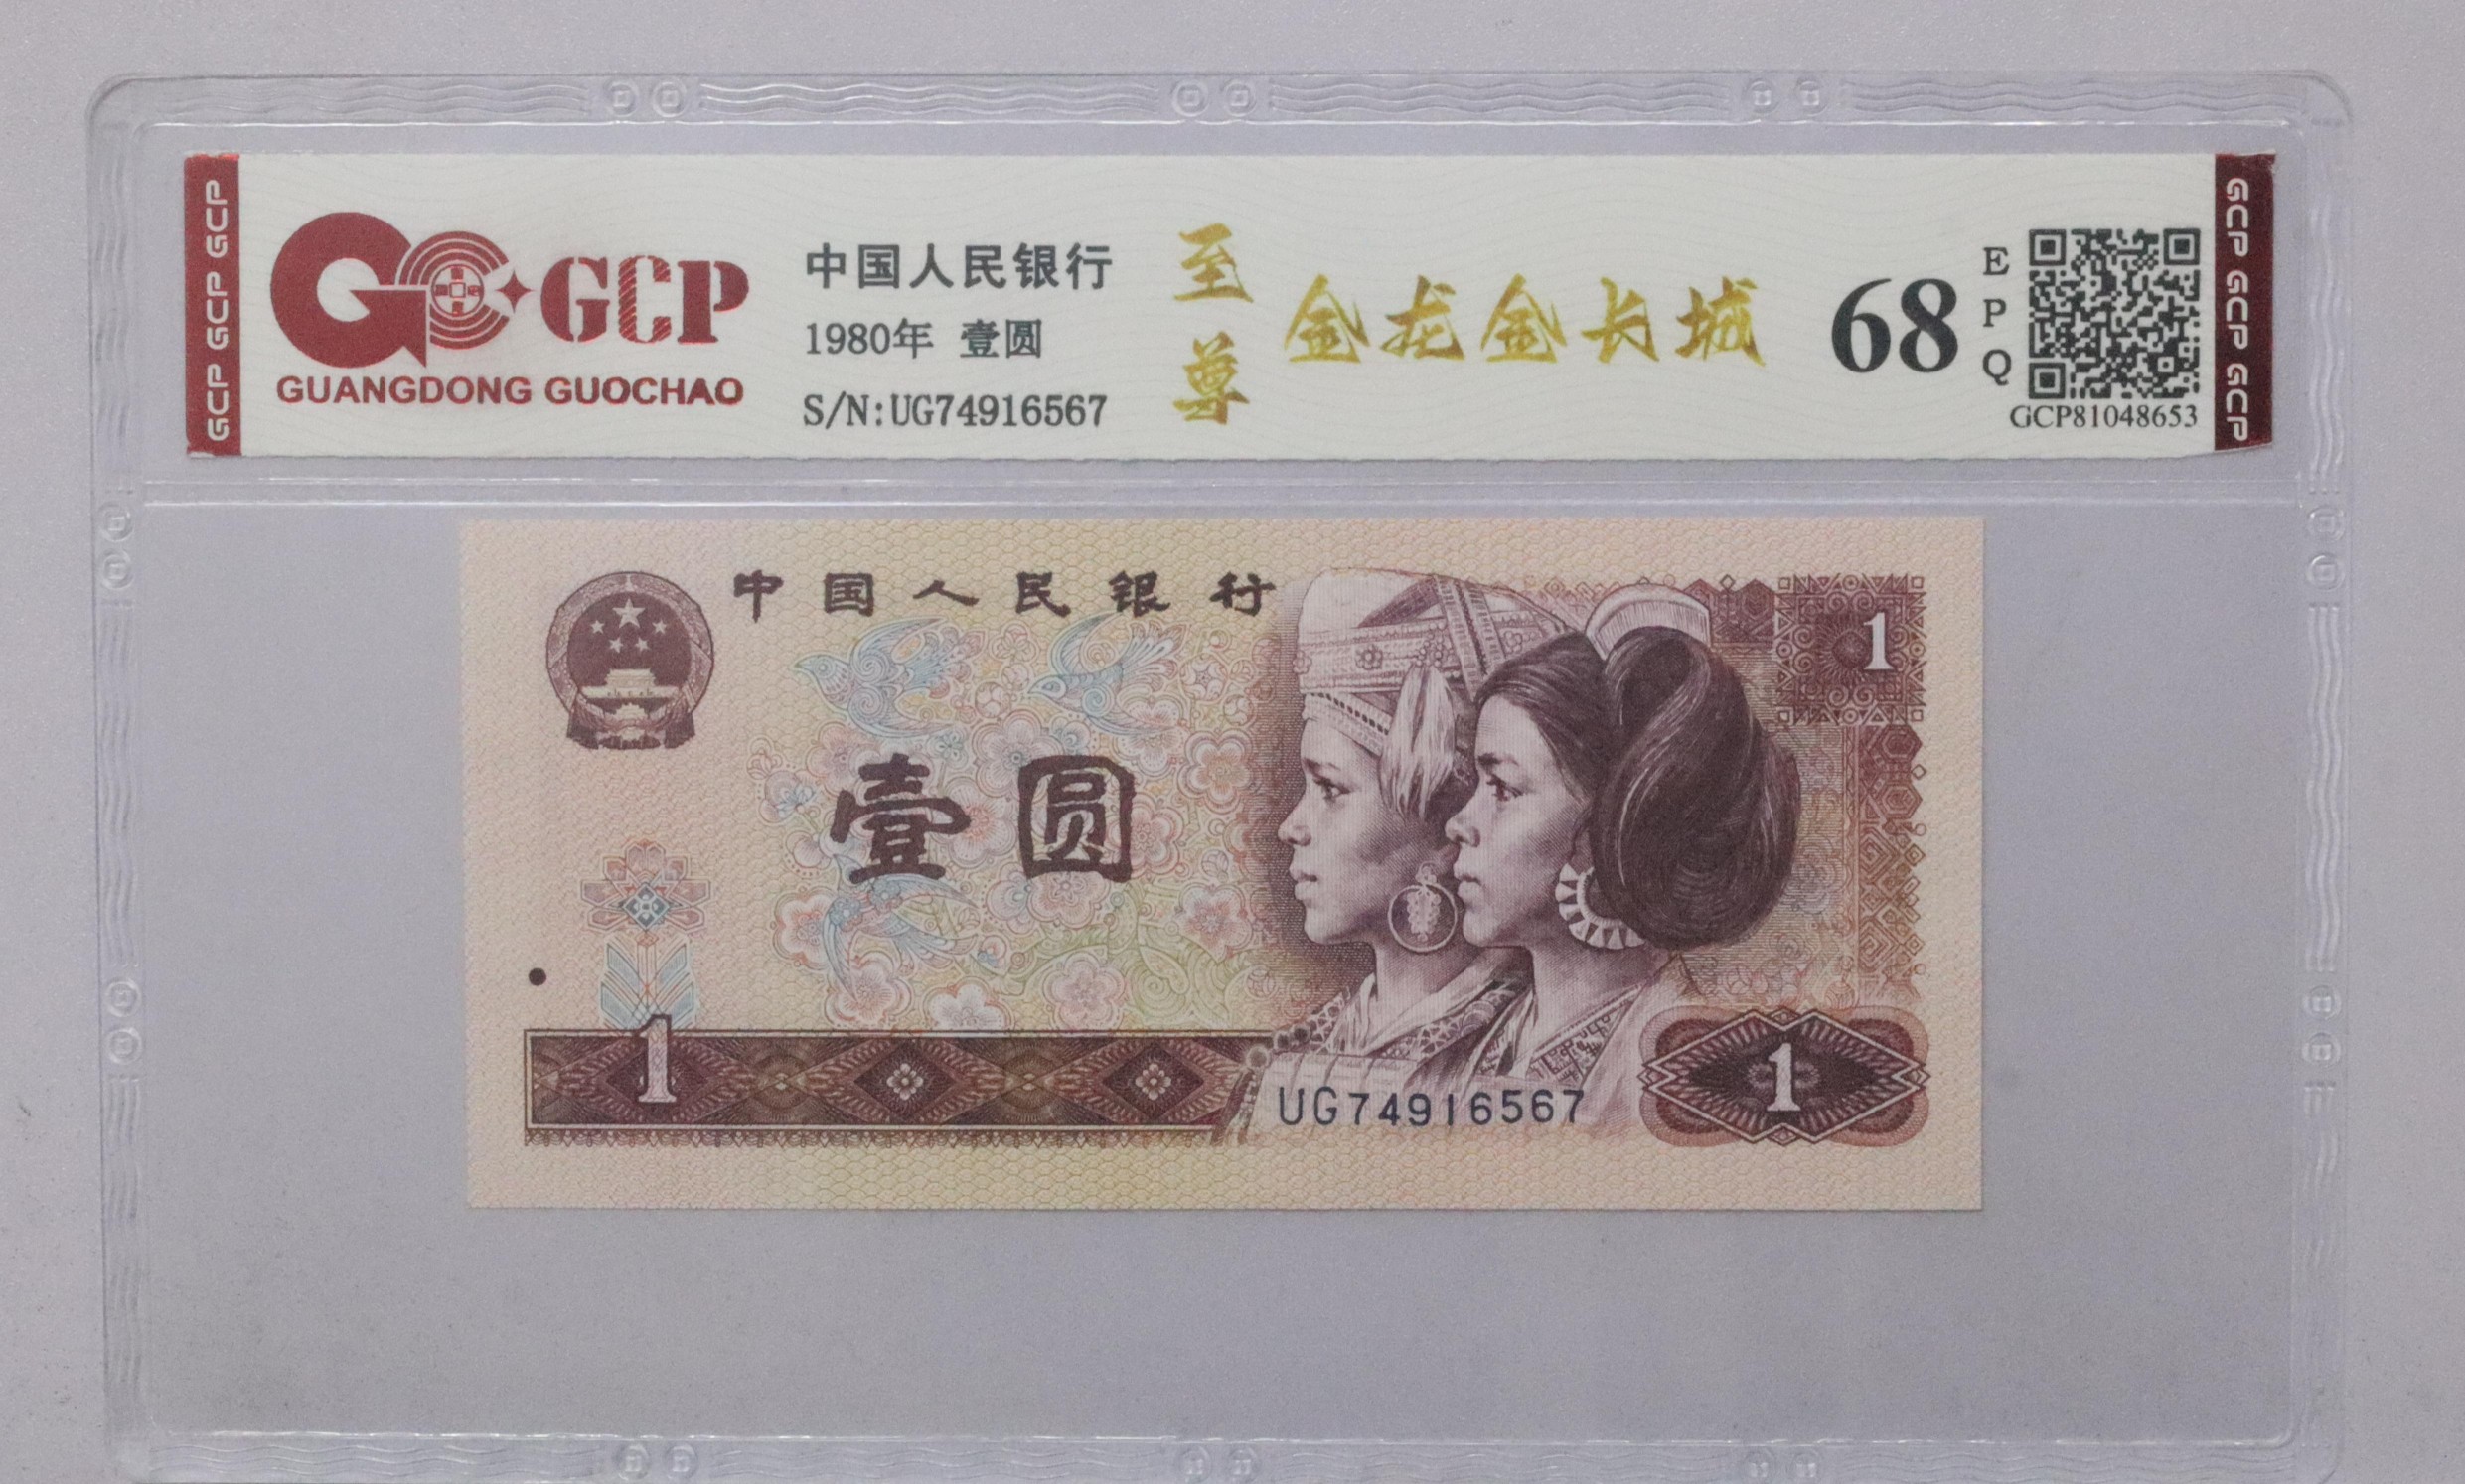 GCP GCP GCP
GCP
GUANGDONG GUOCHAO
中国人民银行
1980年 壹圆
S/N:UG74916567
至尊
金龙金长城
68
EPQ
GCP81048653
GCP GCP GCP
中国人民银行
1
壹圆
1
UG74916567
1